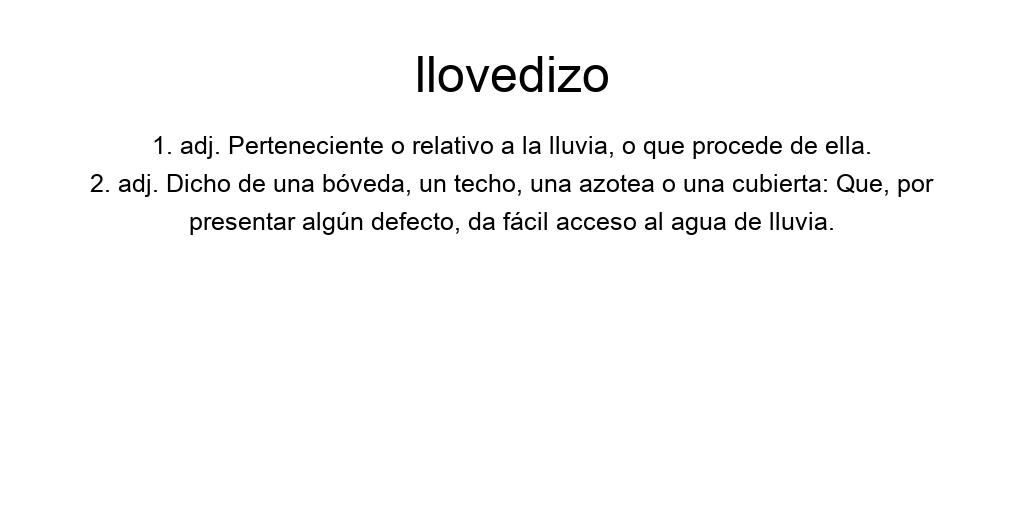 llovedizo
1. adj. Perteneciente o relativo a la lluvia, o que procede de ella.
2. adj. Dicho de una bóveda, un techo, una azotea o una cubierta: Que, por
presentar algún defecto, da fácil acceso al agua de lluvia.